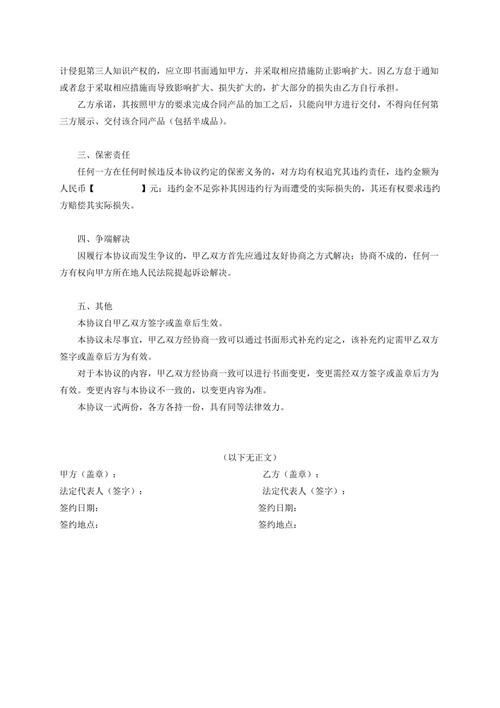 计侵犯第三人知识产权的，应立即书面通知甲方，并采取相应措施防止影响扩大。因乙方怠于通知
或者怠于采取相应措施而导致影响扩大、损失扩大的，扩大部分的损失由乙方自行承担。
乙方承诺，其按照甲方的要求完成合同产品的加工之后，只能向甲方进行交付，不得向任何第
三方展示、交付该合同产品（包括半成品）。
三、保密责任
任何一方在任何时候违反本协议约定的保密义务的，对方均有权追究其违约责任，违约金额为
人民币【 】元；违约金不足弥补其因违约行为而遭受的实际损失的，其还有权要求违约
方赔偿其实际损失。
四、争端解决
因履行本协议而发生争议的，甲乙双方首先应通过友好协商之方式解决；协商不成的，任何一
方有权向甲方所在地人民法院提起诉讼解决。
五、其他
本协议自甲乙双方签字或盖章后生效。
本协议未尽事宜，甲乙双方经协商一致可以通过书面形式补充约定之，该补充约定需甲乙双方
签字或盖章后方为有效。
对于本协议的内容，甲乙双方经协商一致可以进行书面变更，变更需经双方签字或盖章后方为
有效。变更内容与本协议不一致的，以变更内容为准。
本协议一式两份，各方各持一份，具有同等法律效力。
（以下无正文）
甲方（盖章）： 乙方（盖章）：
法定代表人（签字）； 法定代表人（签字）；
签约日期： 签约日期：
签约地点： 签约地点：